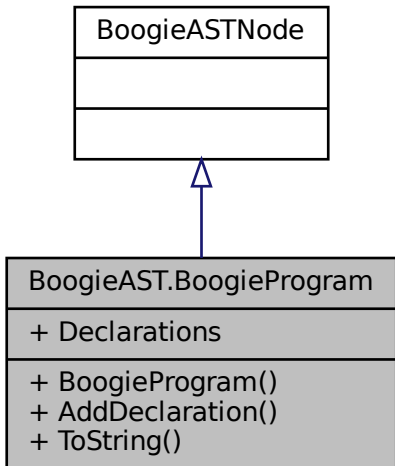 BoogieASTNode
BoogieAST.BoogieProgram
+ Declarations
+ BoogieProgram()
+ AddDeclaration()
+ ToString()